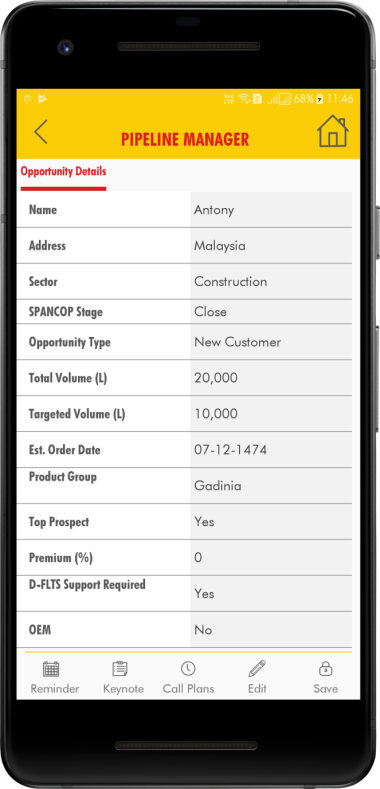 68% 11:46
PIPELINE MANAGER
Opportunity Details
Name Antony
Address Malaysia
Sector Construction
SPANCOP Stage Close
Opportunity Type New Customer
Total Volume (L) 20,000
Targeted Volume (L) 10,000
Est. Order Date 07-12-1474
Product Group Gadinia
Top Prospect Yes
Premium (%) 0
D-FLTS Support Required Yes
OEM No
Reminder Keynote Call Plans Edit Save